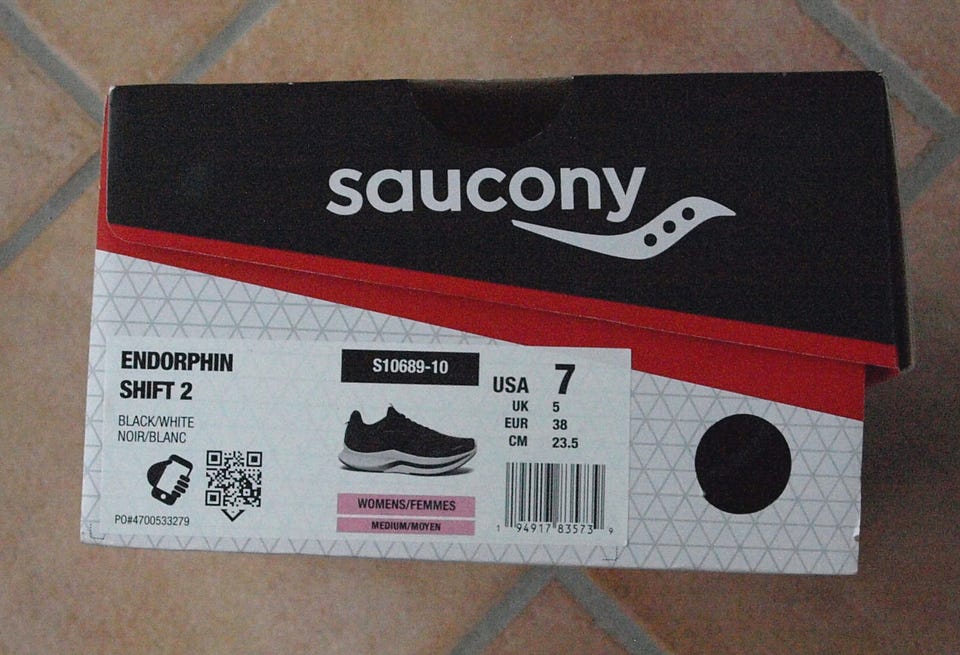 saucony
ENDORPHIN
SHIFT 2
BLACK/WHITE
NOIR/BLANC
PO#4700533279
S10689-10
WOMENS/FEMMES
MEDIUM/MOYEN
USA 7
UK 5
EUR 38
CM 23.5
1 94917 83573 9